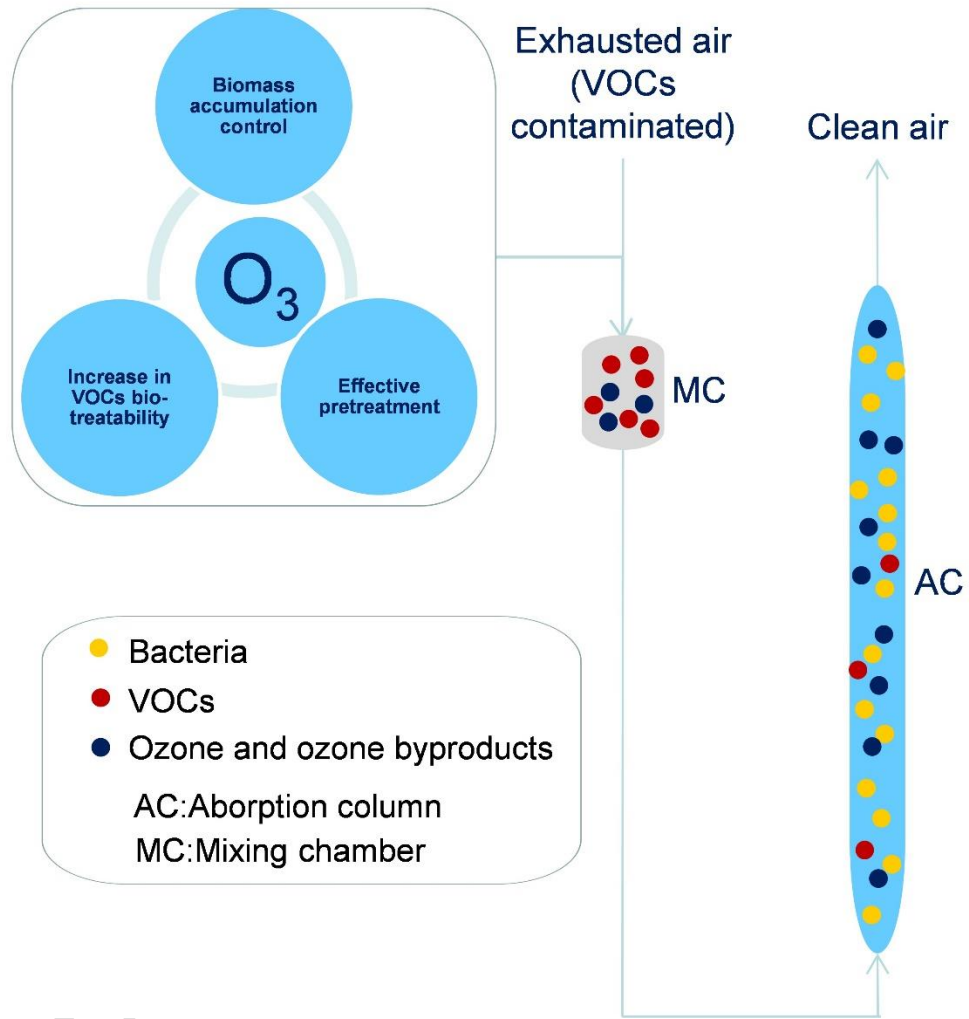 Biomass
accumulation
control
O3
Increase in
VOCs bio-
treatability
Effective
pretreatment
Exhausted air
(VOCs
contaminated)
Clean air
MC
AC
Bacteria
VOCs
Ozone and ozone byproducts
AC:Aborption column
MC:Mixing chamber